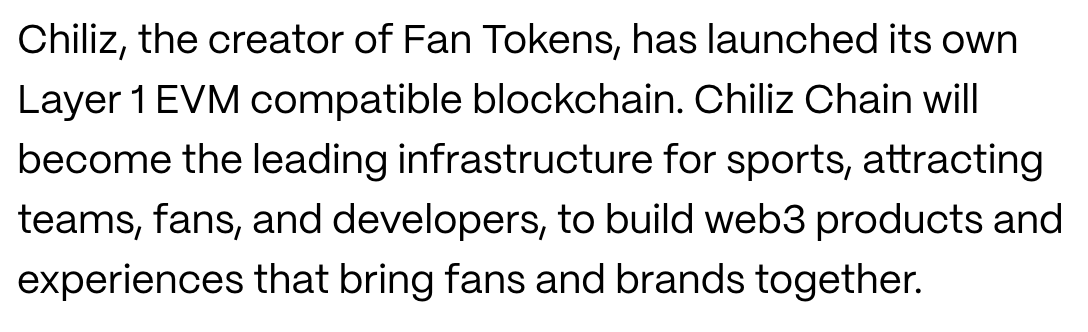 Chiliz, the creator of Fan Tokens, has launched its own
Layer 1 EVM compatible blockchain. Chiliz Chain will
become the leading infrastructure for sports, attracting
teams, fans, and developers, to build web3 products and
experiences that bring fans and brands together.